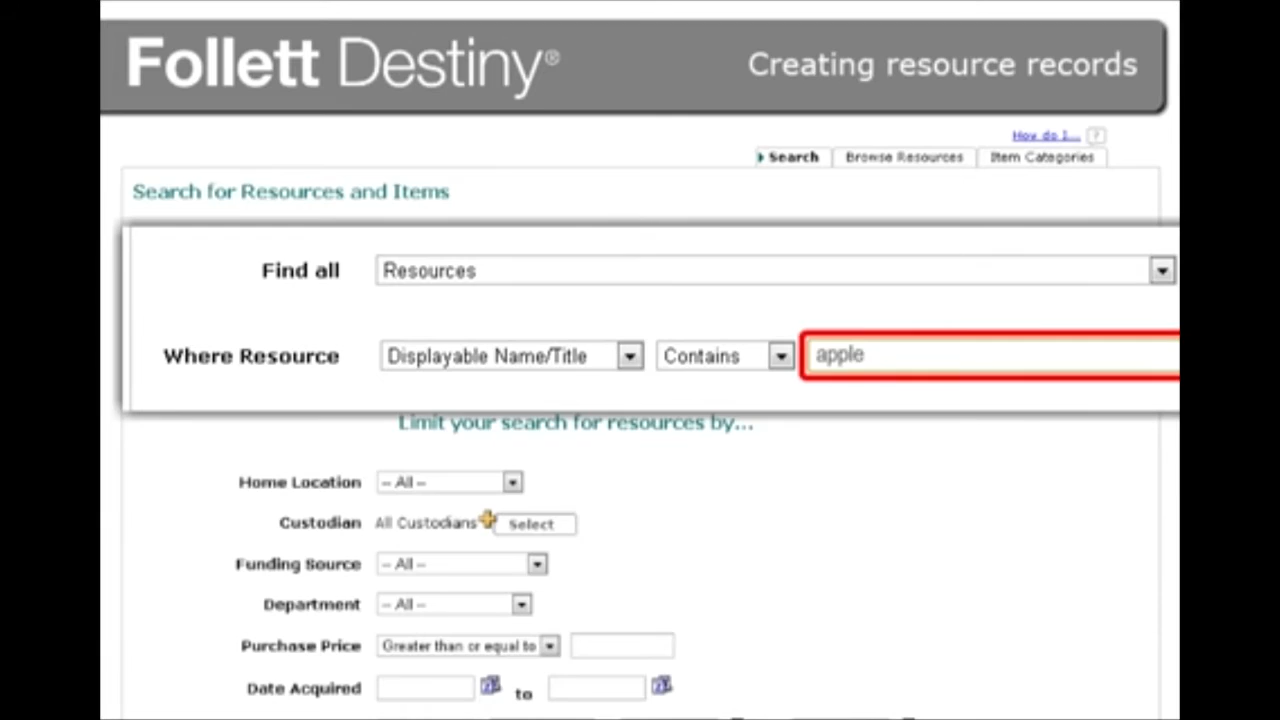 Follett Destiny® Creating resource records
How do I... ?
Search Browse Resources Item Categories
Search for Resources and Items
Find all Resources
Where Resource Displayable Name/Title Contains apple
Limit your search for resources by...
Home Location -- All --
Custodian All Custodians Select
Funding Source -- All --
Department -- All --
Purchase Price Greater than or equal to
Date Acquired to